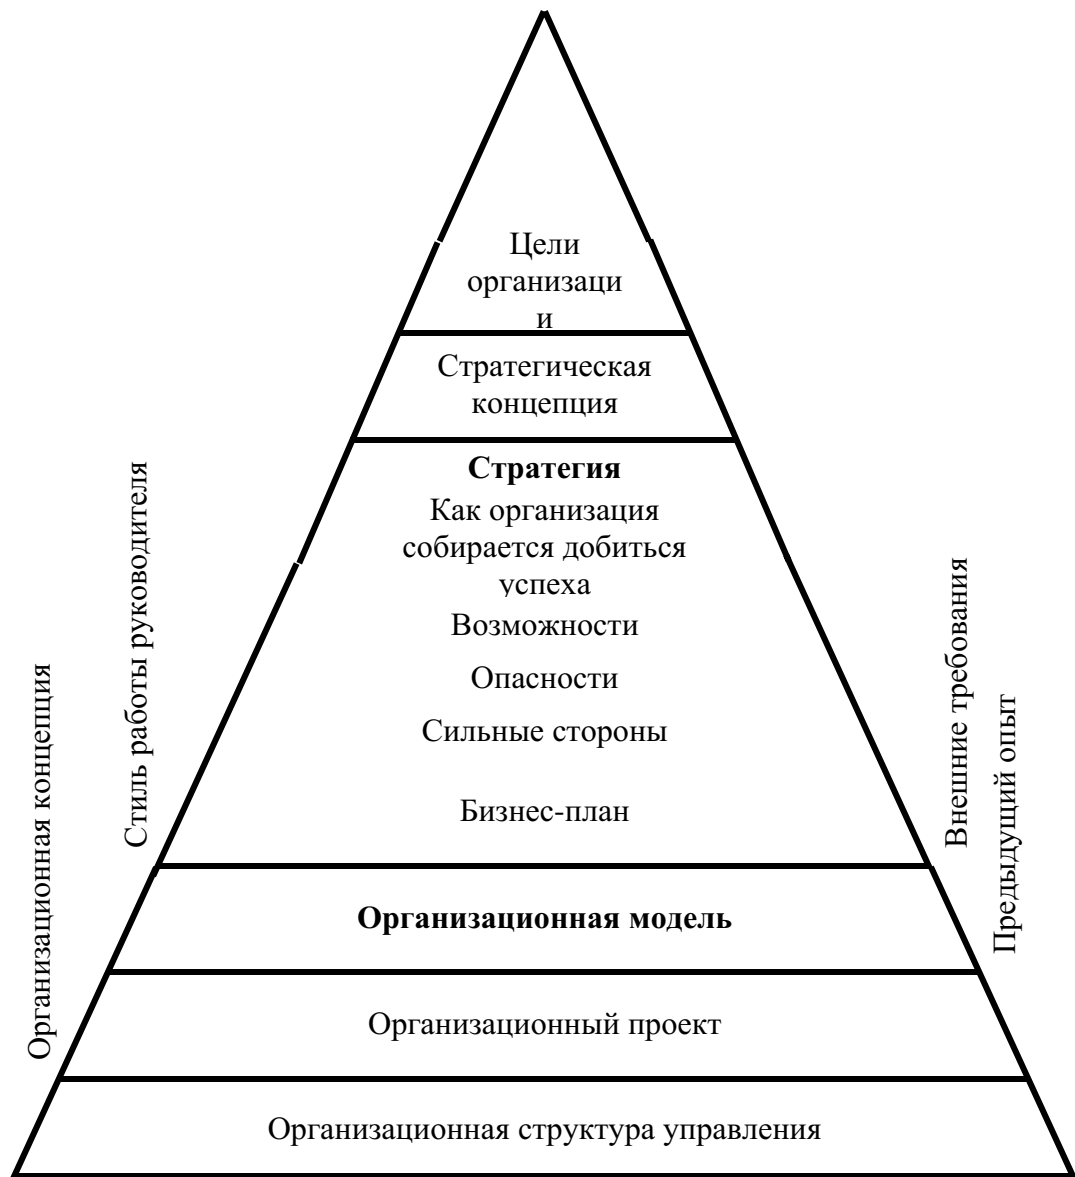 Цели
организаци
и
Стратегическая
концепция
Стратегия
Как организация
собирается добиться
успеха
Возможности
Опасности
Сильные стороны
Бизнес-план
Организационная модель
Организационный проект
Организационная структура управления
Организационная концепция
Стиль работы руководителя
Внешние требования
Предыдущий опыт